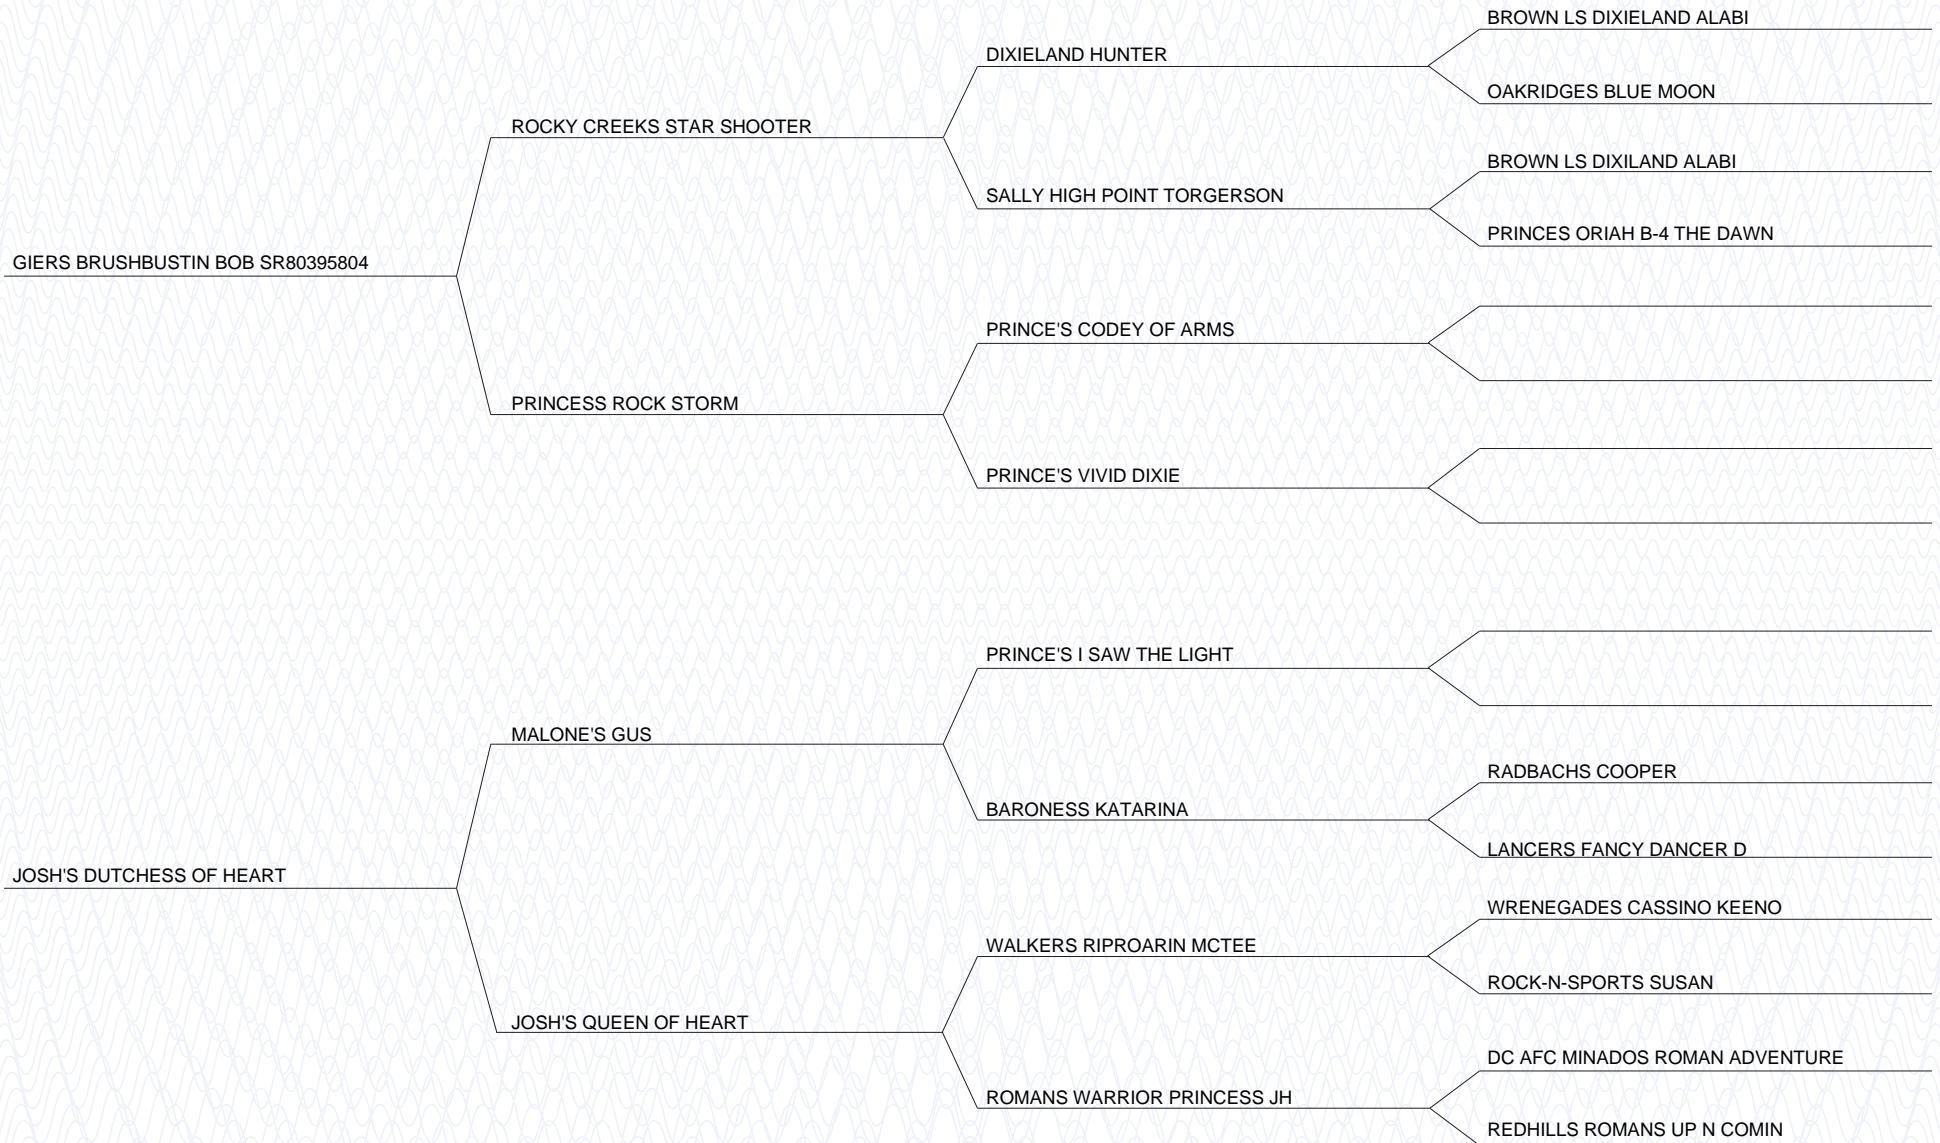 BROWN LS DIXIELAND ALABI
DIXIELAND HUNTER
OAKRIDGES BLUE MOON
ROCKY CREEKS STAR SHOOTER
BROWN LS DIXILAND ALABI
SALLY HIGH POINT TORGERSON
PRINCES ORIAH B-4 THE DAWN
GIERS BRUSHBUSTIN BOB SR80395804
PRINCE'S CODEY OF ARMS
PRINCESS ROCK STORM
PRINCE'S VIVID DIXIE
PRINCE'S I SAW THE LIGHT
MALONE'S GUS
RADBACHS COOPER
BARONESS KATARINA
LANCERS FANCY DANCER D
JOSH'S DUTCHESS OF HEART
WRENEGADES CASSINO KEENO
WALKERS RIPROARIN MCTEE
ROCK-N-SPORTS SUSAN
JOSH'S QUEEN OF HEART
DC AFC MINADOS ROMAN ADVENTURE
ROMANS WARRIOR PRINCESS JH
REDHILLS ROMANS UP N COMIN